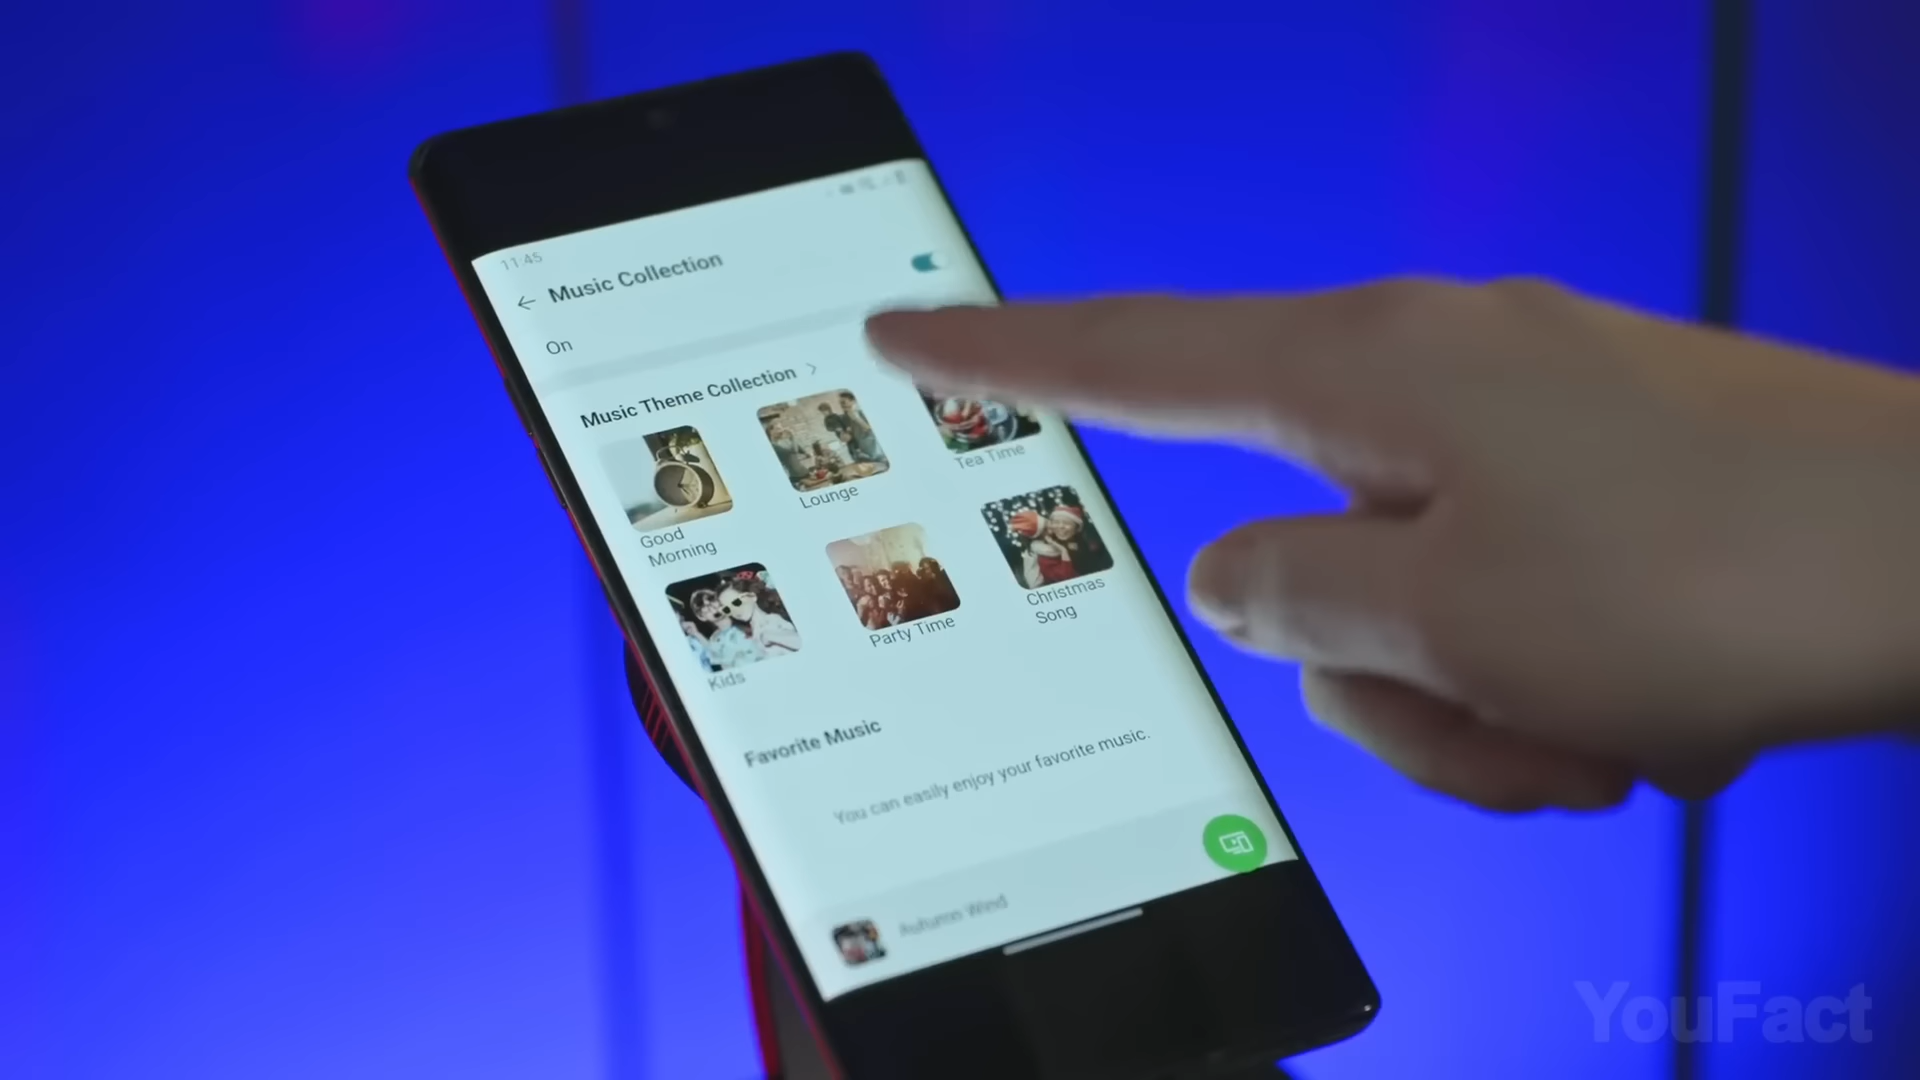 11:45
Music Collection
On
Music Theme Collection
Good
Morning
Lounge
Tea Time
Kids
Party Time
Christmas
Song
Favorite Music
You can easily enjoy your favorite music.
Autumn Wind
YouFact